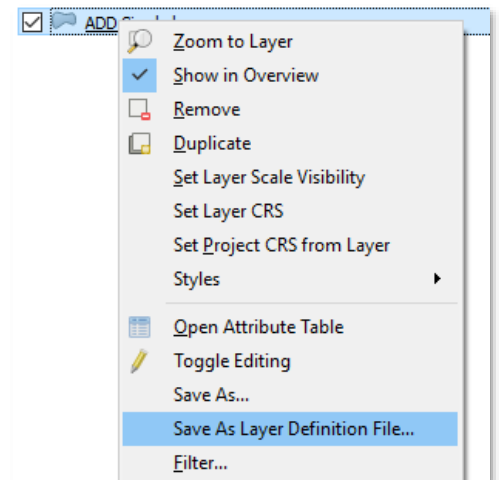 ADD
Zoom to Layer
Show in Overview
Remove
Duplicate
Set Layer Scale Visibility
Set Layer CRS
Set Project CRS from Layer
Styles
Open Attribute Table
Toggle Editing
Save As...
Save As Layer Definition File...
Filter...